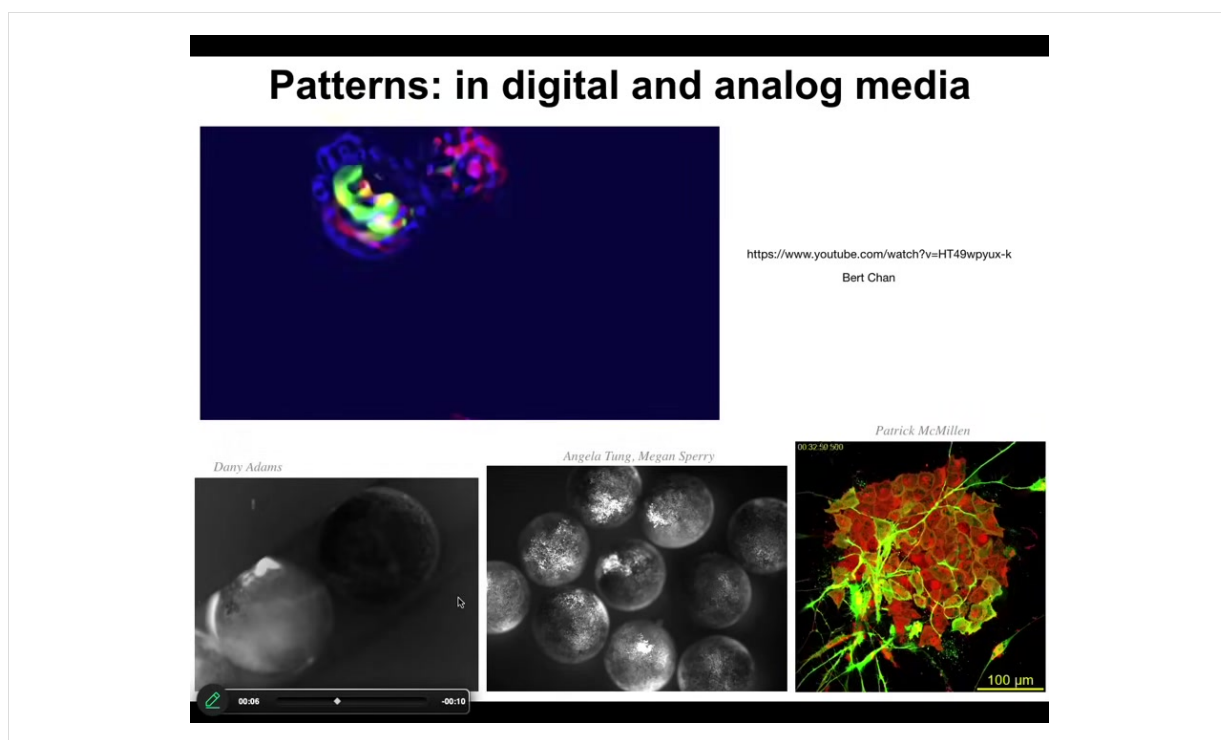 Patterns: in digital and analog media
https://www.youtube.com/watch?v=HT49wpyux-k
Bert Chan
Patrick McMillen
Dany Adams
Angela Tung, Megan Sperry
00:32:50.500
100 µm
00:06
-00:10